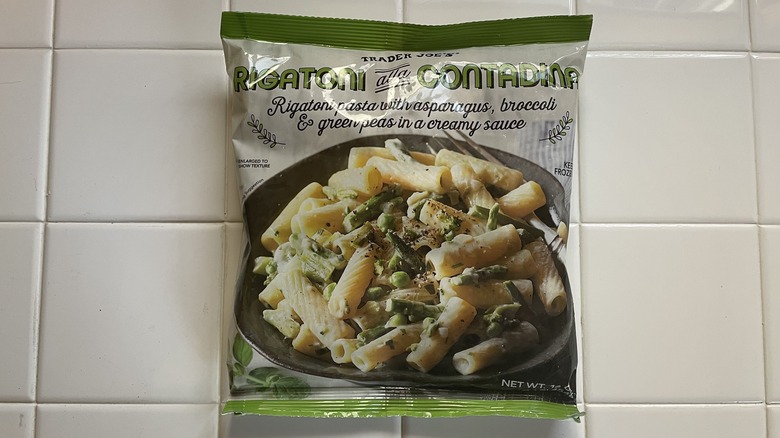 TRADER JOE'S
RIGATONI alla CONTADINA
Rigatoni pasta with asparagus, broccoli
& green peas in a creamy sauce
ENLARGED TO
SHOW TEXTURE
KEEP
FROZEN
NET WT.